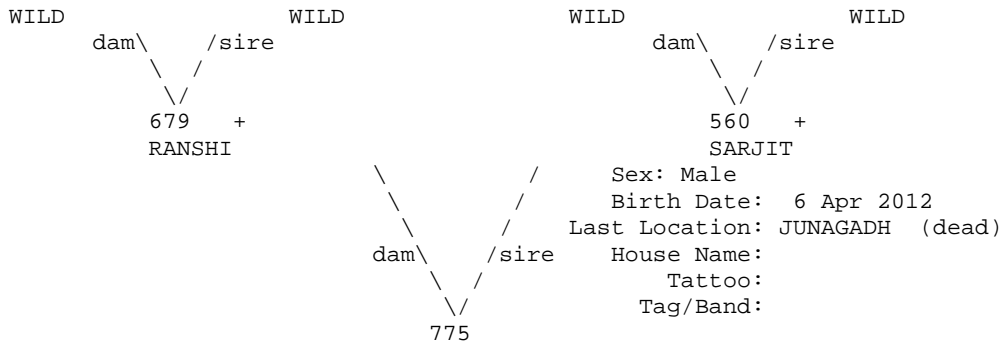 WILD WILD WILD WILD
dam\ /sire dam\ /sire
\ / \ /
\/ \/
679 + 560 +
RANSHI SARJIT
\ / Sex: Male
\ / Birth Date: 6 Apr 2012
\ / Last Location: JUNAGADH (dead)
dam\ /sire House Name:
\ / Tattoo:
\/ Tag/Band:
775